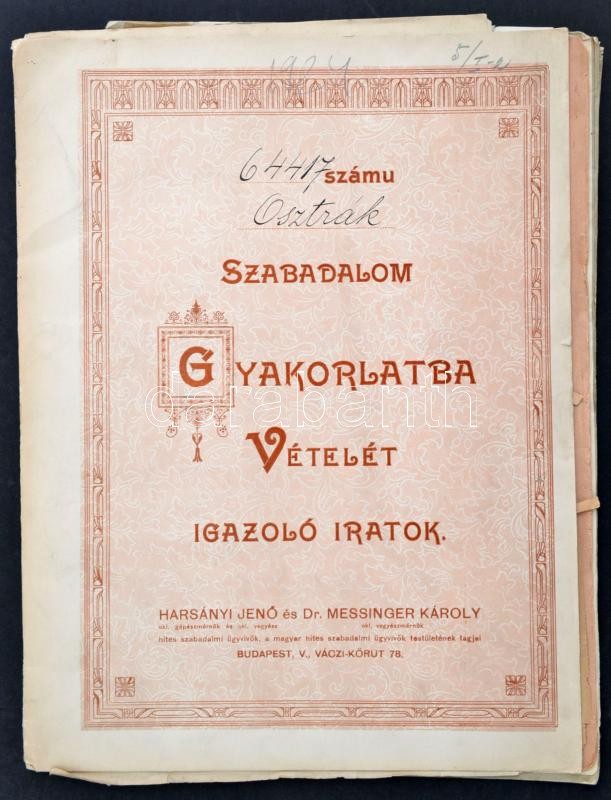 1924
64417 számu
Osztrák
SZABADALOM
GYAKORLATBA
VÉTELÉT
IGAZOLÓ IRATOK.
HARSÁNYI JENŐ és Dr. MESSINGER KÁROLY
okl. gépészmérnök és okl. vegyész okl. vegyészmérnök
hites szabadalmi ügyvivők, a magyar hites szabadalmi ügyvivők testületének tagjai
BUDAPEST, V., VÁCZI-KÖRUT 78.
darabanth